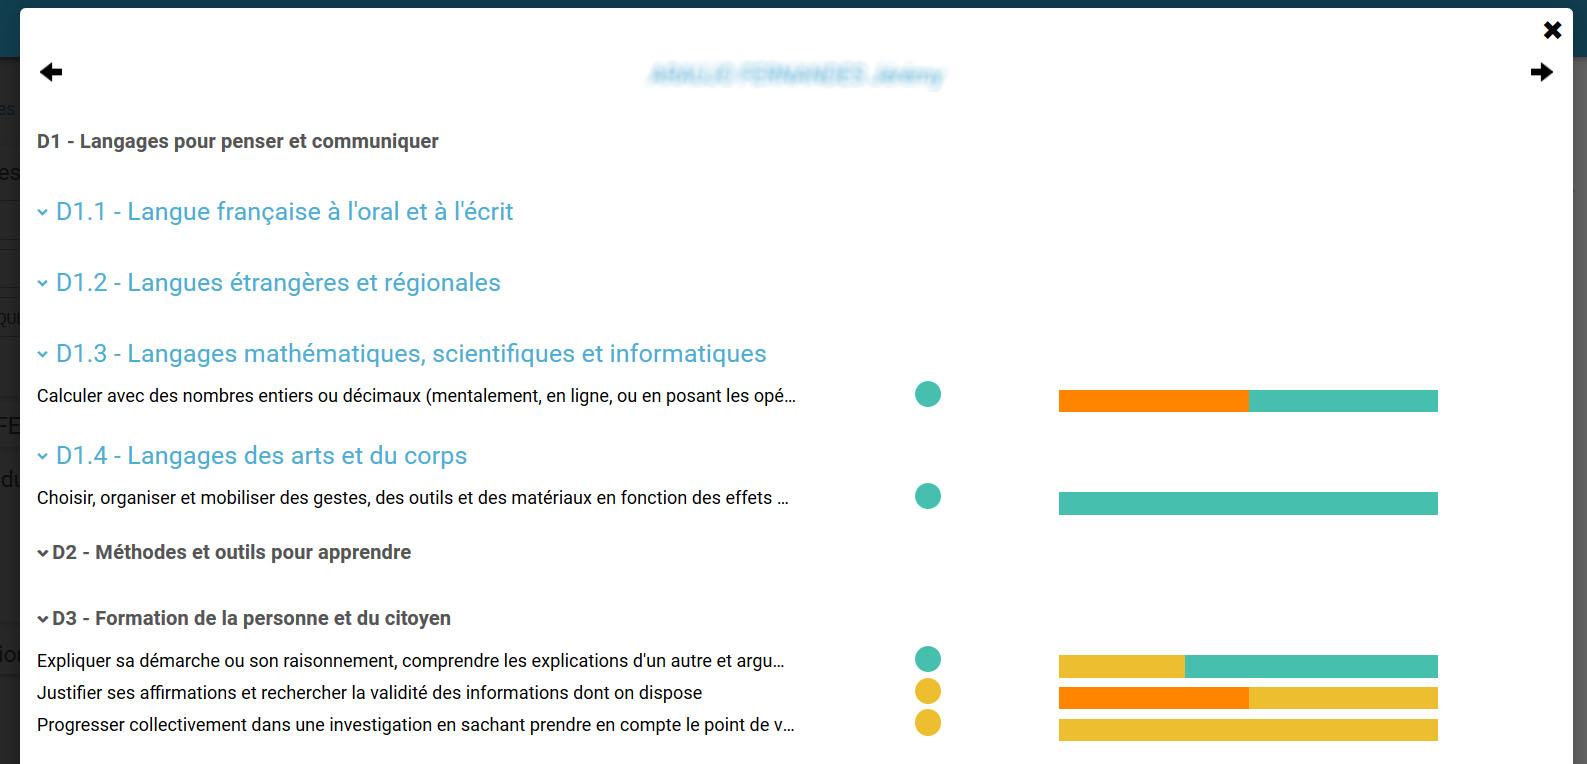 D1 - Langages pour penser et communiquer
D1.1 - Langue française à l'oral et à l'écrit
D1.2 - Langues étrangères et régionales
D1.3 - Langages mathématiques, scientifiques et informatiques
Calculer avec des nombres entiers ou décimaux (mentalement, en ligne, ou en posant les opé...
D1.4 - Langages des arts et du corps
Choisir, organiser et mobiliser des gestes, des outils et des matériaux en fonction des effets ...
D2 - Méthodes et outils pour apprendre
D3 - Formation de la personne et du citoyen
Expliquer sa démarche ou son raisonnement, comprendre les explications d'un autre et argu...
Justifier ses affirmations et rechercher la validité des informations dont on dispose
Progresser collectivement dans une investigation en sachant prendre en compte le point de v...